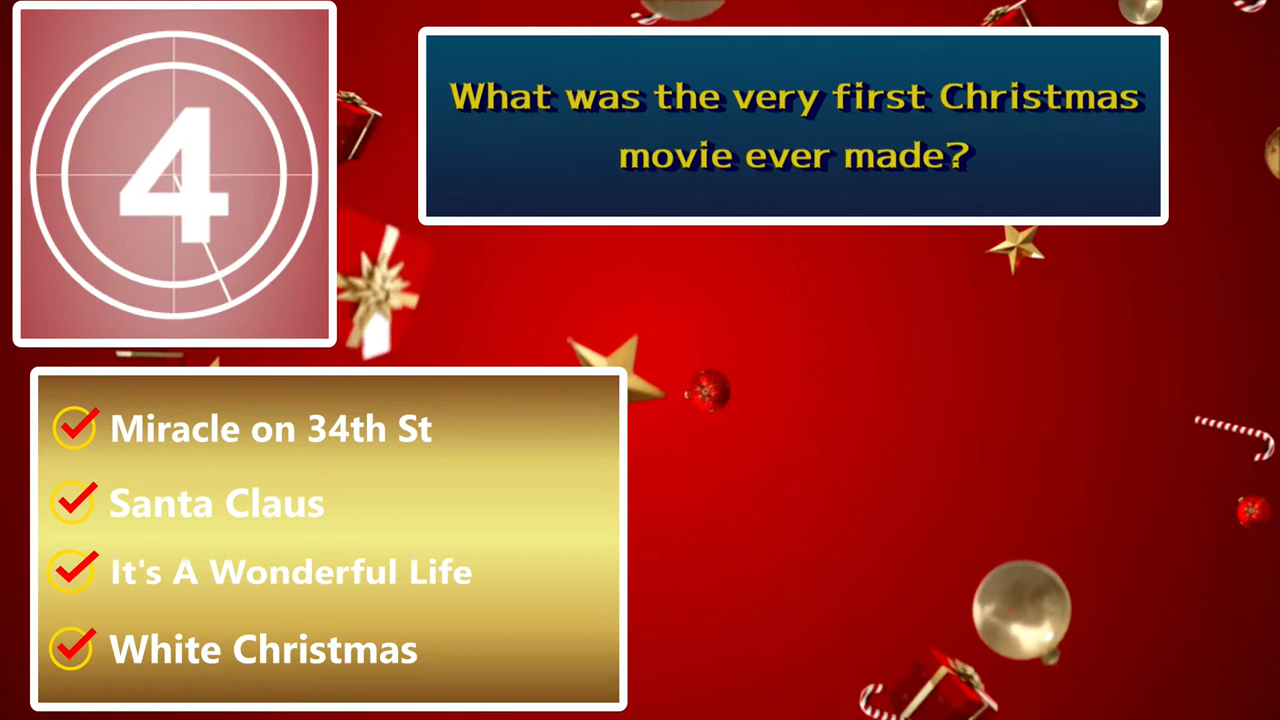 4
What was the very first Christmas
movie ever made?
Miracle on 34th St
Santa Claus
It's A Wonderful Life
White Christmas